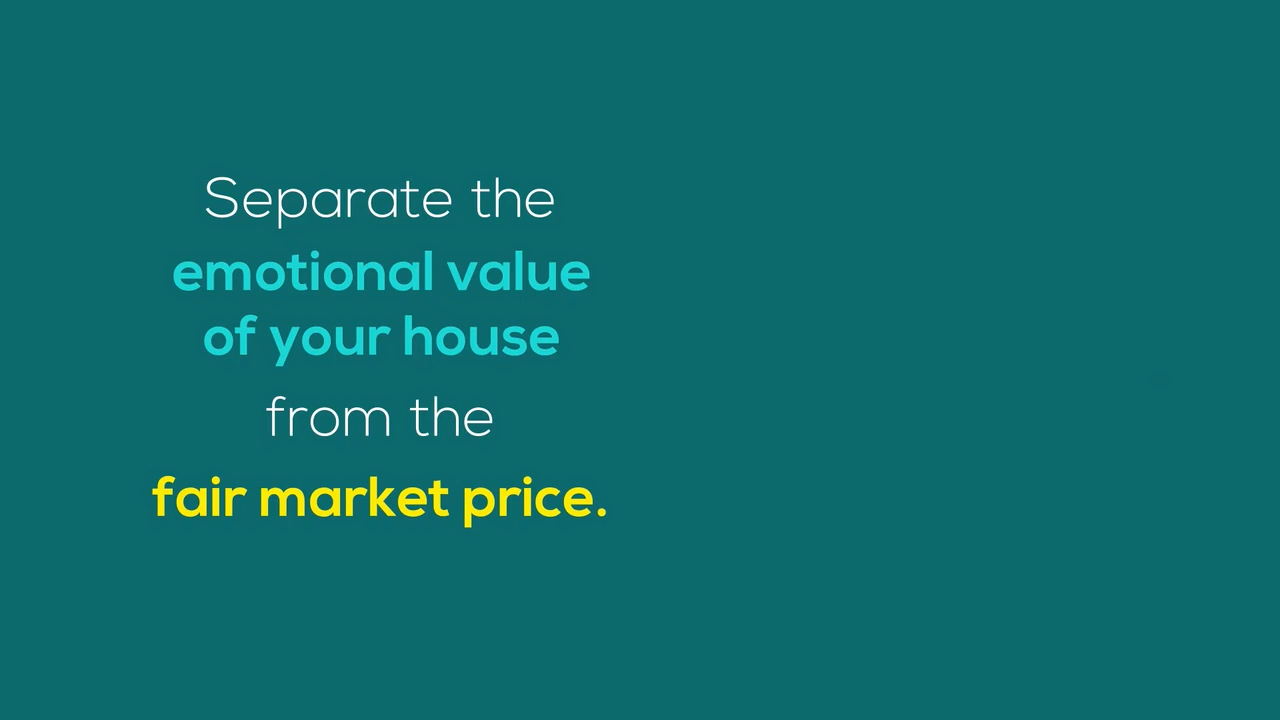 Separate the
emotional value
of your house
from the
fair market price.